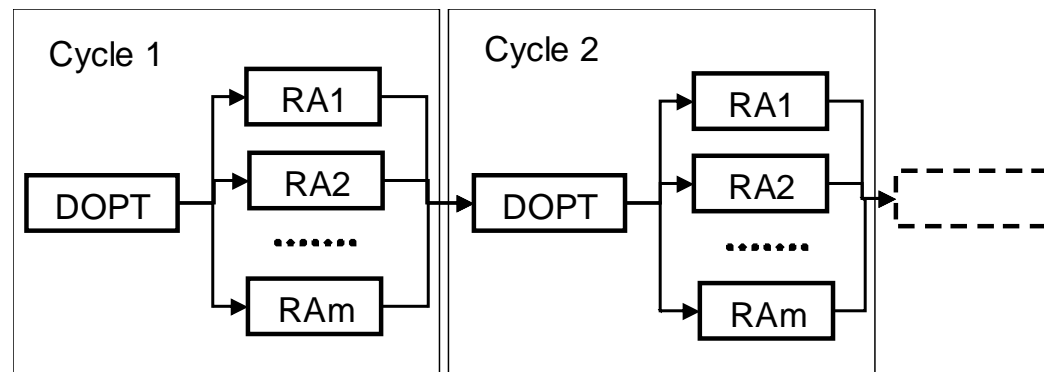 Cycle 1
RA1
RA2
DOPT
.......
RAm
Cycle 2
RA1
RA2
DOPT
.......
RAm